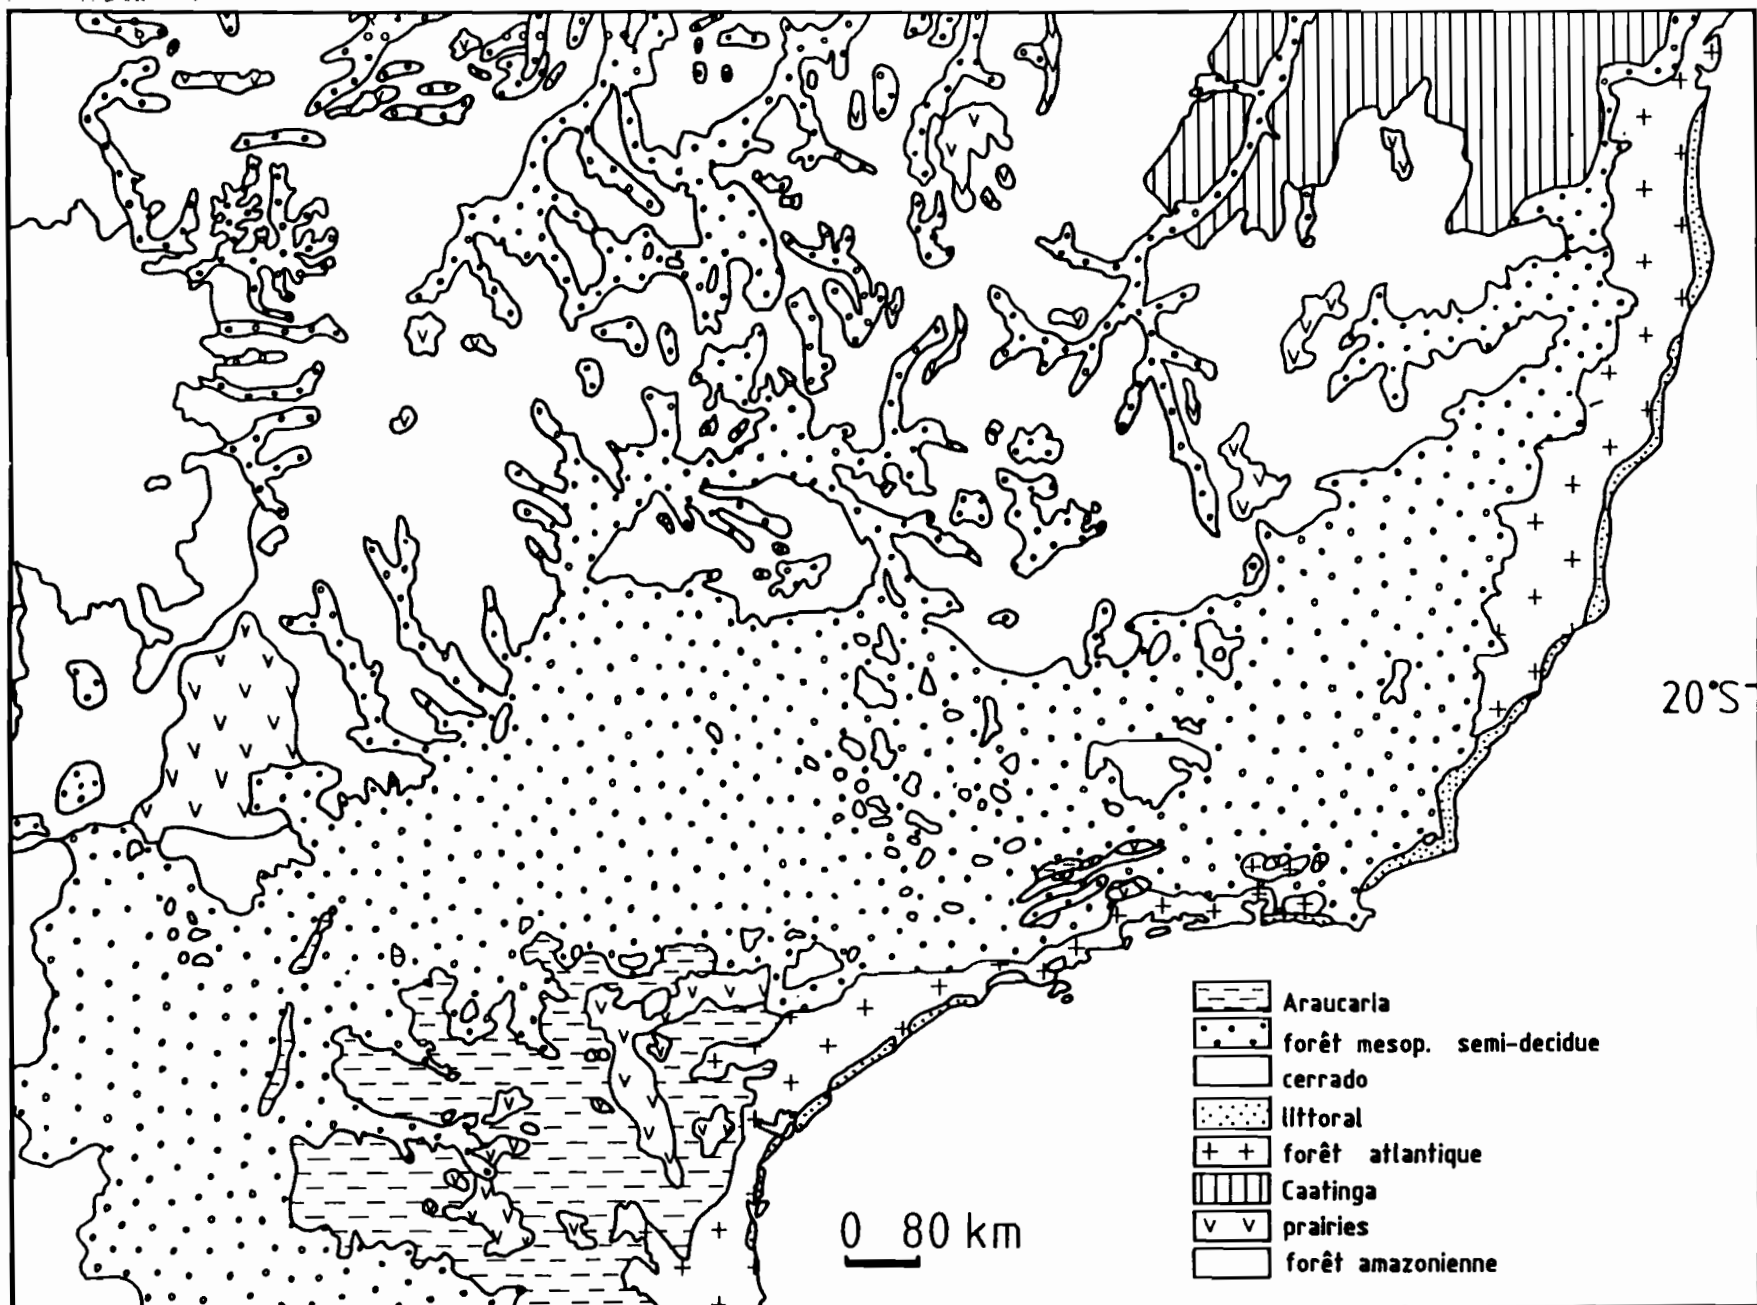 20°S
Araucaria
forêt mesop. semi-decidue
cerrado
littoral
forêt atlantique
Caatinga
prairies
forêt amazonienne
0 80 km